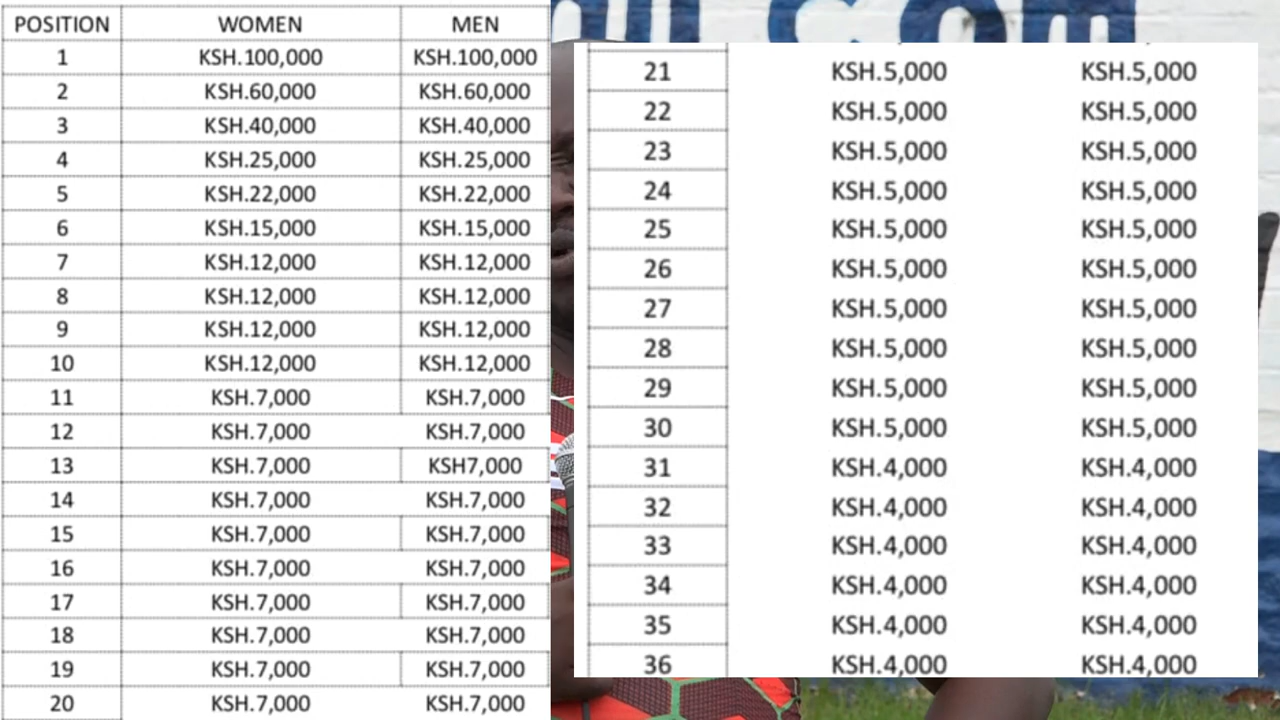 POSITION WOMEN MEN
1 KSH.100,000 KSH.100,000
2 KSH.60,000 KSH.60,000
3 KSH.40,000 KSH.40,000
4 KSH.25,000 KSH.25,000
5 KSH.22,000 KSH.22,000
6 KSH.15,000 KSH.15,000
7 KSH.12,000 KSH.12,000
8 KSH.12,000 KSH.12,000
9 KSH.12,000 KSH.12,000
10 KSH.12,000 KSH.12,000
11 KSH.7,000 KSH.7,000
12 KSH.7,000 KSH.7,000
13 KSH.7,000 KSH7,000
14 KSH.7,000 KSH.7,000
15 KSH.7,000 KSH.7,000
16 KSH.7,000 KSH.7,000
17 KSH.7,000 KSH.7,000
18 KSH.7,000 KSH.7,000
19 KSH.7,000 KSH.7,000
20 KSH.7,000 KSH.7,000
21 KSH.5,000 KSH.5,000
22 KSH.5,000 KSH.5,000
23 KSH.5,000 KSH.5,000
24 KSH.5,000 KSH.5,000
25 KSH.5,000 KSH.5,000
26 KSH.5,000 KSH.5,000
27 KSH.5,000 KSH.5,000
28 KSH.5,000 KSH.5,000
29 KSH.5,000 KSH.5,000
30 KSH.5,000 KSH.5,000
31 KSH.4,000 KSH.4,000
32 KSH.4,000 KSH.4,000
33 KSH.4,000 KSH.4,000
34 KSH.4,000 KSH.4,000
35 KSH.4,000 KSH.4,000
36 KSH.4,000 KSH.4,000